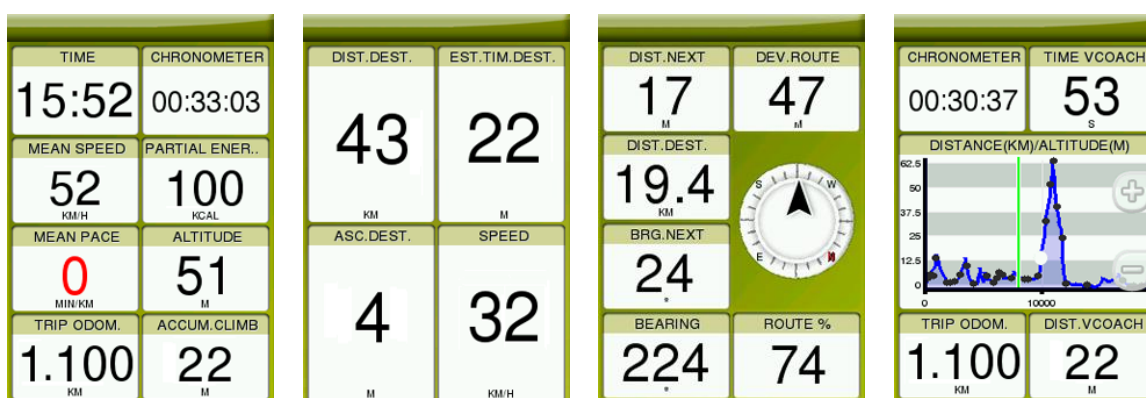 TIME CHRONOMETER
15:52 00:33:03
MEAN SPEED PARTIAL ENER..
52 100
KM/H KCAL
MEAN PACE ALTITUDE
0 51
MIN/KM M
TRIP ODOM. ACCUM.CLIMB
1.100 22
KM M
DIST.DEST. EST.TIM.DEST.
43 22
KM M
ASC.DEST. SPEED
4 32
M KM/H
DIST.NEXT DEV.ROUTE
17 47
M M
DIST.DEST.
19.4
KM
S W
E N
BRG.NEXT
24
°
BEARING ROUTE %
224 74
°
CHRONOMETER TIME VCOACH
00:30:37 53
S
DISTANCE(KM)/ALTITUDE(M)
62.5
50
37.5
25
12.5
0
0 10000
TRIP ODOM. DIST.VCOACH
1.100 22
KM M